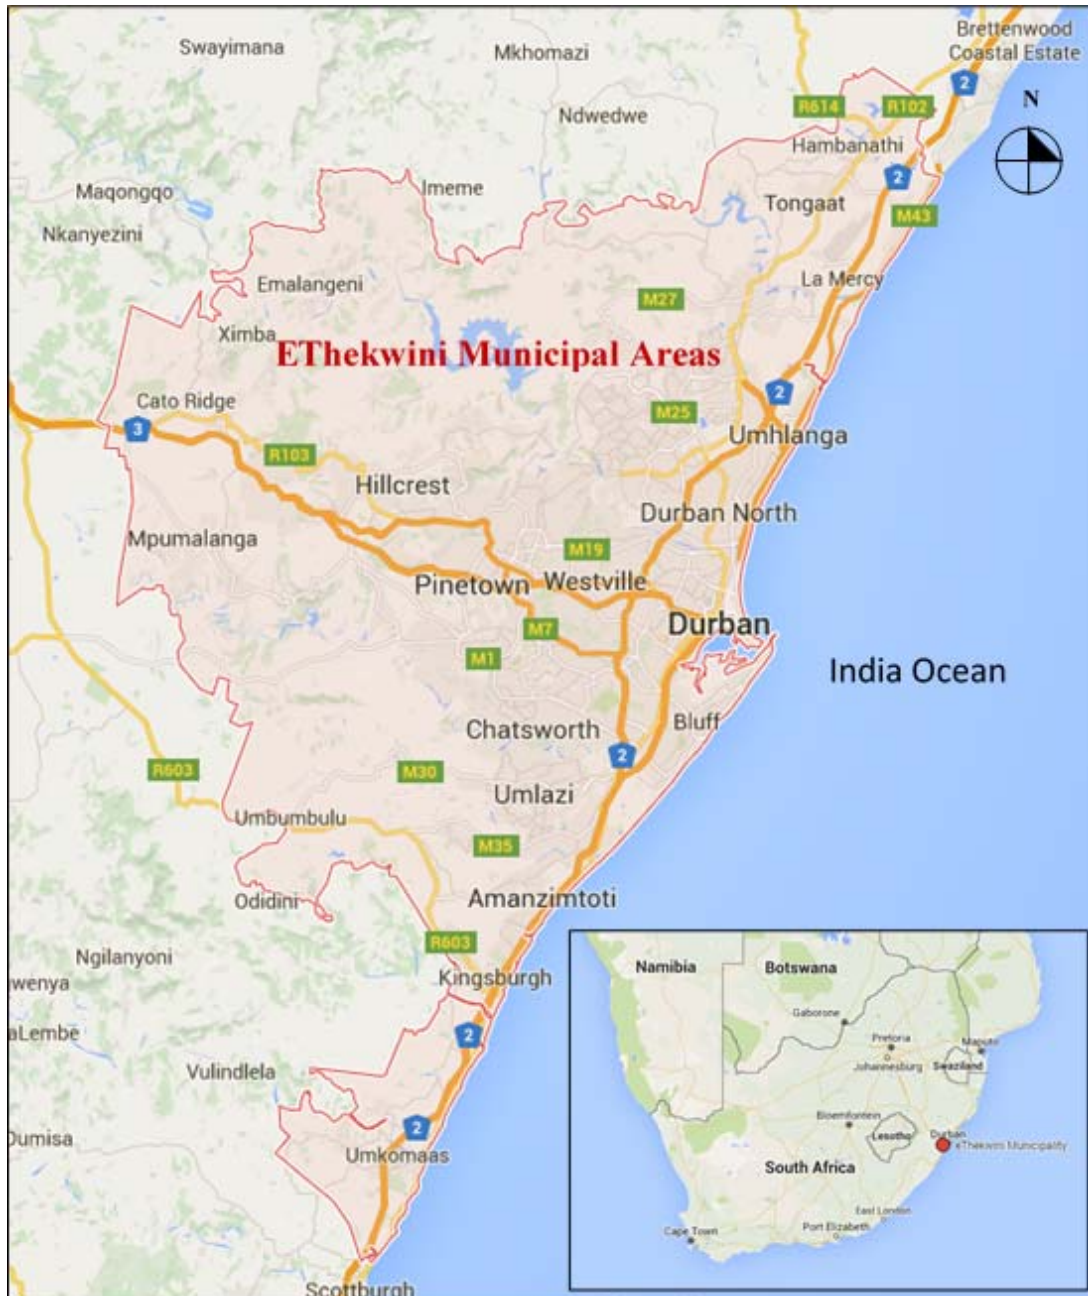 Brettenwood
Coastal Estate
Swayimana
Mkhomazi
2
N
R614
R102
Ndwedwe
Hambanathi
2
Imeme
Maqongqo
Tongaat
M43
Nkanyezini
La Mercy
Emalangeni
M27
Ximba
EThekwini Municipal Areas
2
Cato Ridge
M25
3
Umhlanga
R103
Hillcrest
Durban North
Mpumalanga
M19
Pinetown
Westville
Durban
M7
M1
India Ocean
Bluff
Chatsworth
2
R603
M30
Umlazi
Umbumbulu
M35
Amanzimtoti
Odidini
R603
Ngilanyoni
Kingsburgh
wenya
aLembe
2
Vulindlela
2
Dumisa
Umkomaas
Scottburgh
Namibia
Botswana
Gaborone
Pretoria
Maputo
Johannesburg
Swaziland
Bloemfontein
Lesotho
Durban
eThekwini Municipality
South Africa
East London
Port Elizabeth
Cape Town